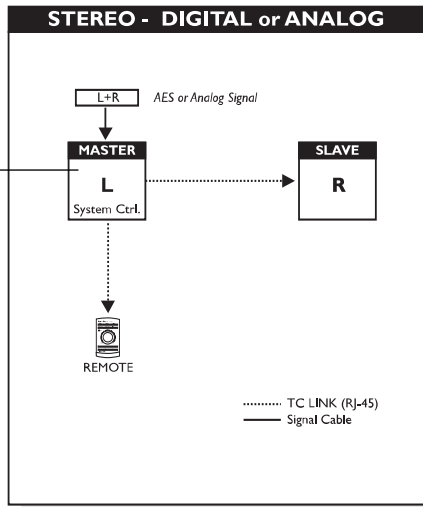 STEREO - DIGITAL or ANALOG
L+R
AES or Analog Signal
MASTER
L
System Ctrl.
SLAVE
R
REMOTE
TC LINK (RJ-45)
Signal Cable